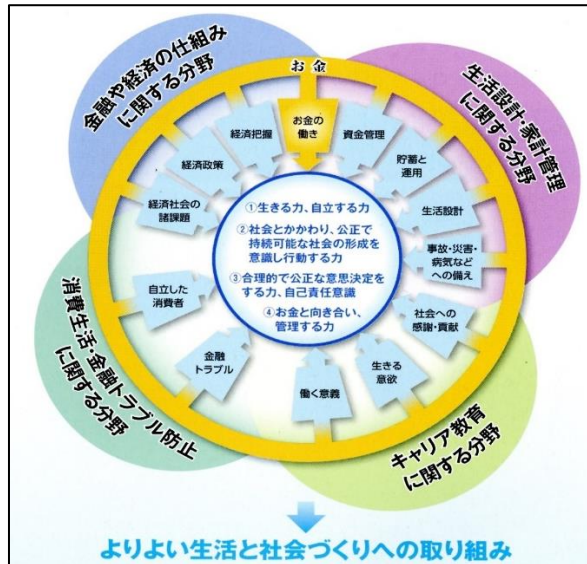 金融や経済の仕組み
に関する分野
生活設計・家計管理
に関する分野
お金
お金の
働き
資金管理
貯蓄と
運用
生活設計
事故・災害・
病気など
への備え
社会への
感謝・貢献
生きる
意欲
働く意義
金融
トラブル
自立した
消費者
経済社会の
諸課題
経済政策
経済把握
①生きる力、自立する力
②社会とかかわり、公正で
持続可能な社会の形成を
意識し行動する力
③合理的で公正な意思決定を
する力、自己責任意識
④お金と向き合い、
管理する力
消費生活・金融トラブル防止
に関する分野
キャリア教育
に関する分野
よりよい生活と社会づくりへの取り組み